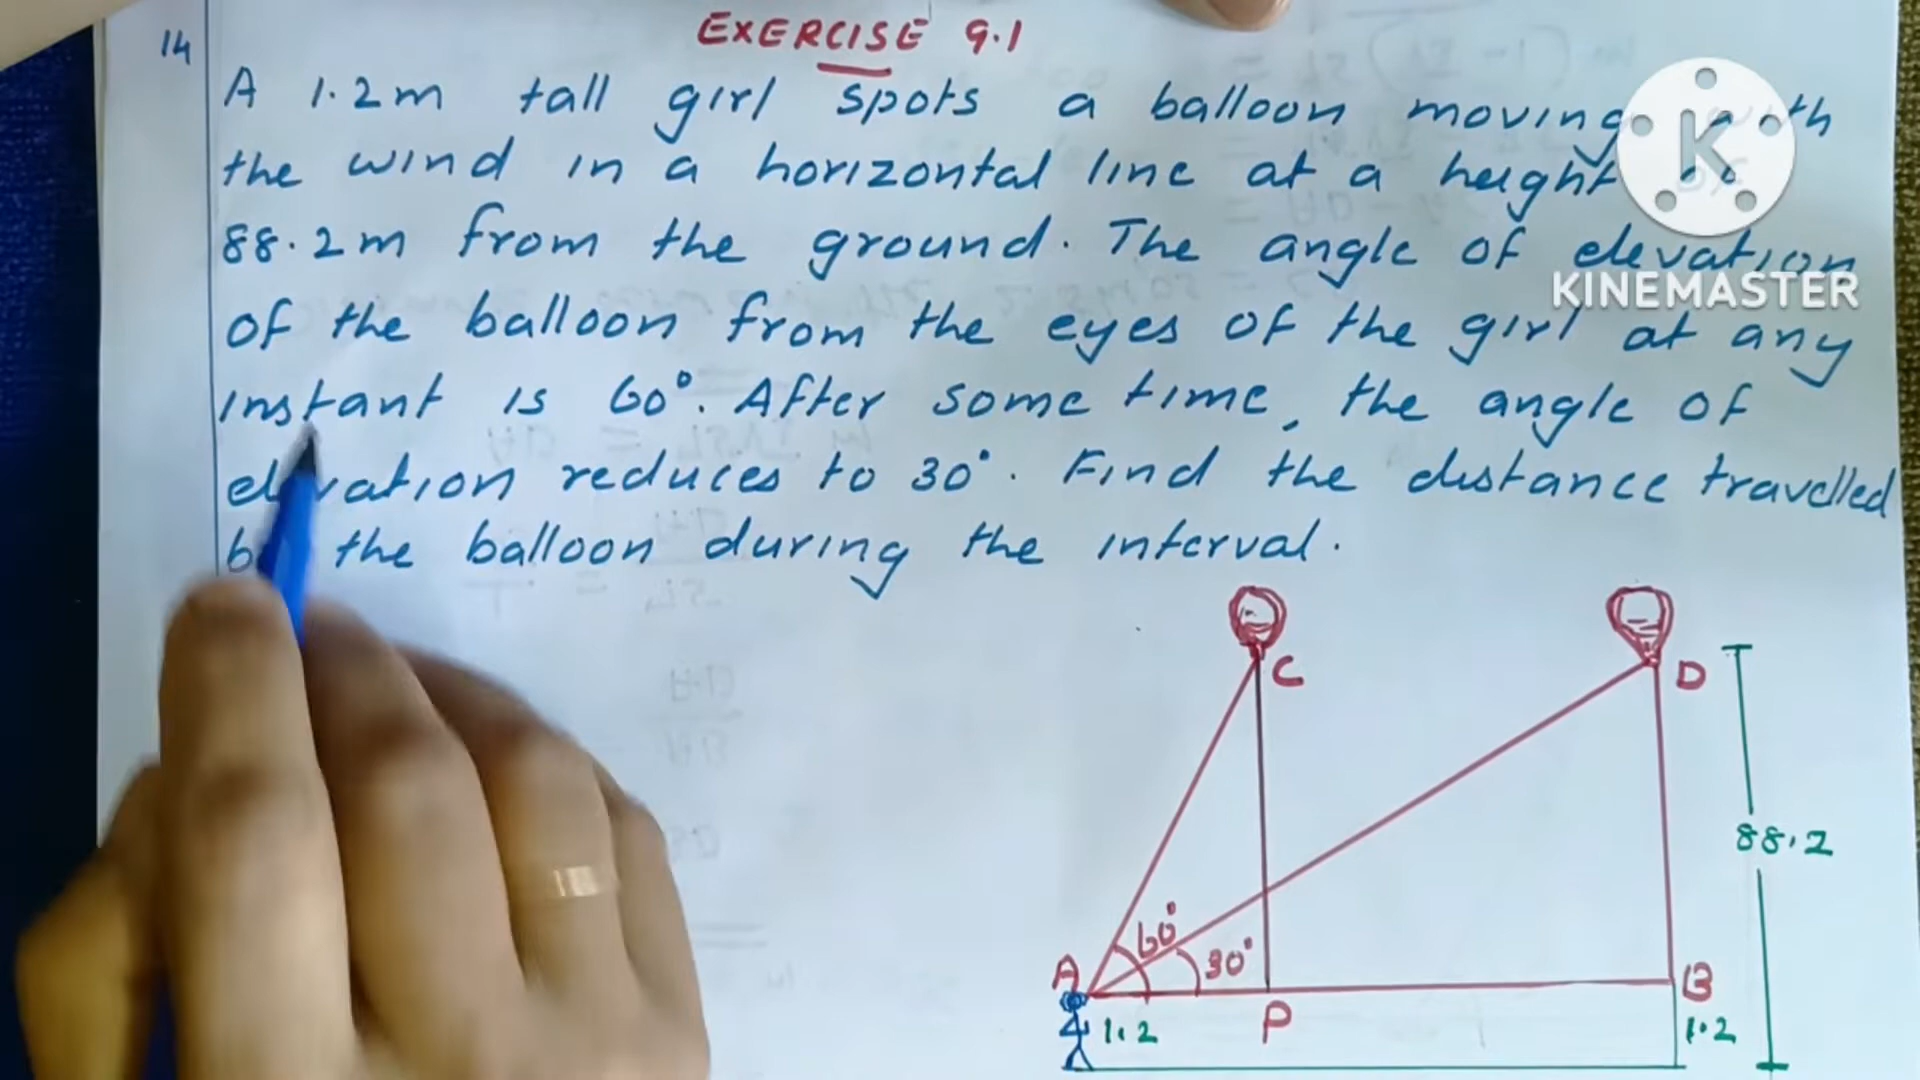 EXERCISE 9.1
14
A 1.2m tall girl spots a balloon moving
the wind in a horizontal line at a height
88.2m from the ground. The angle of elevation
KINEMASTER
of the balloon from the eyes of the girl at any
instant is 60°. After some time, the angle of
elevation reduces to 30°. Find the distance travelled
the balloon during the interval.
C
D
88.2
60°
30°
A
B
P
1.2
1.2